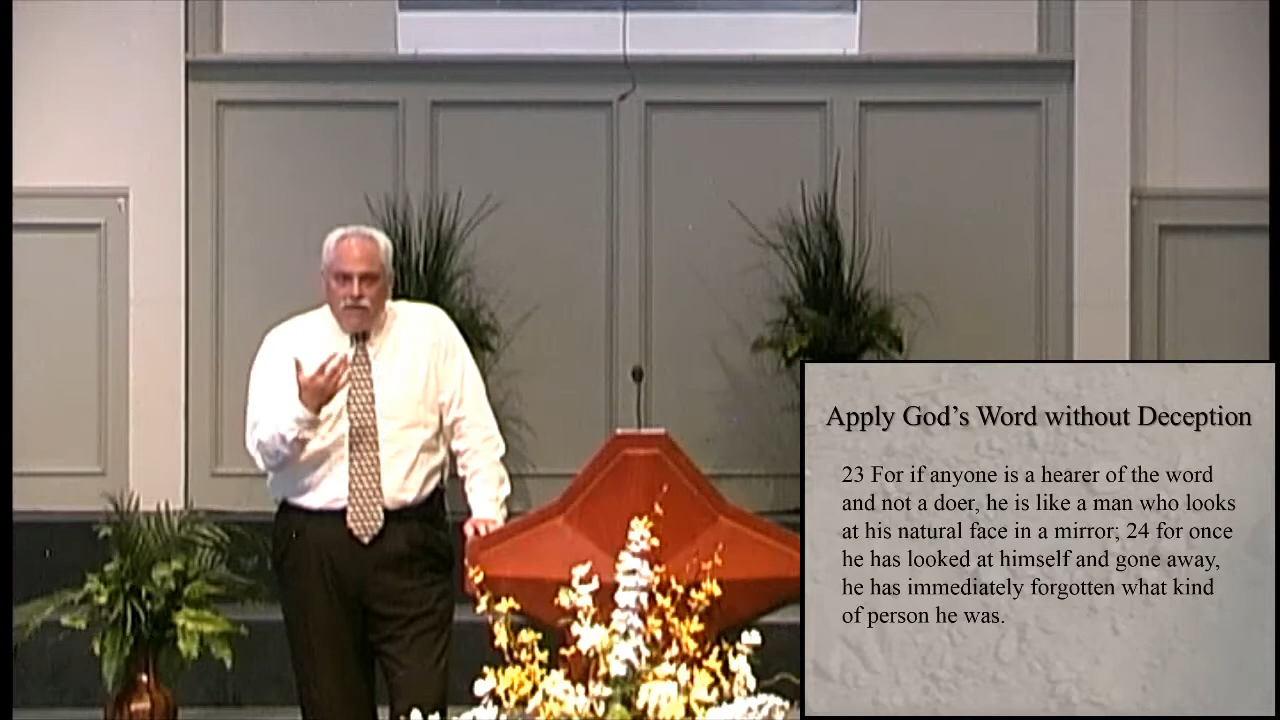 Apply God’s Word without Deception
23 For if anyone is a hearer of the word
and not a doer, he is like a man who looks
at his natural face in a mirror; 24 for once
he has looked at himself and gone away,
he has immediately forgotten what kind
of person he was.